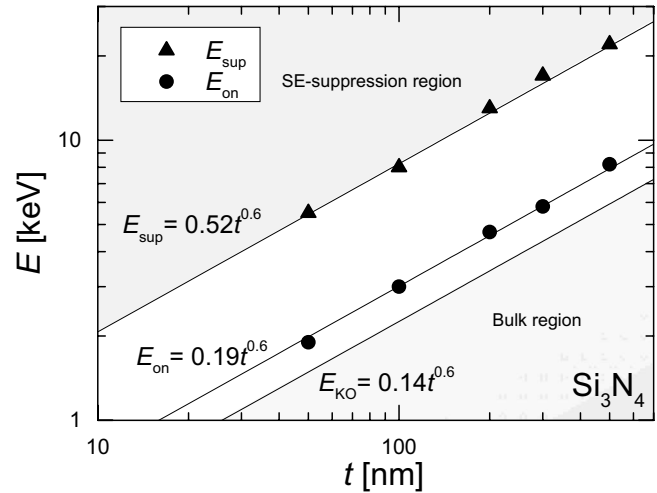 E_sup
E_on
SE-suppression region
10
E [keV]
E_sup = 0.52t^0.6
Bulk region
E_on = 0.19t^0.6
E_KO = 0.14t^0.6
Si₃N₄
1
10
100
t [nm]